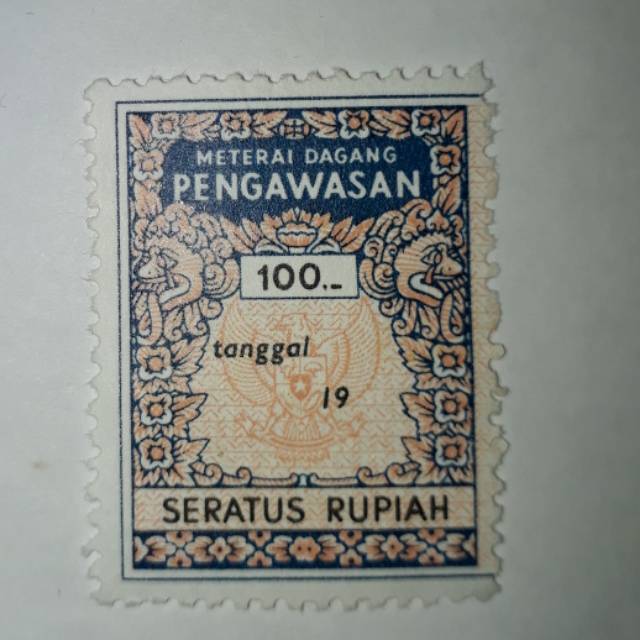 METERAI DAGANG
PENGAWASAN
100.-
tanggal
19
SERATUS RUPIAH